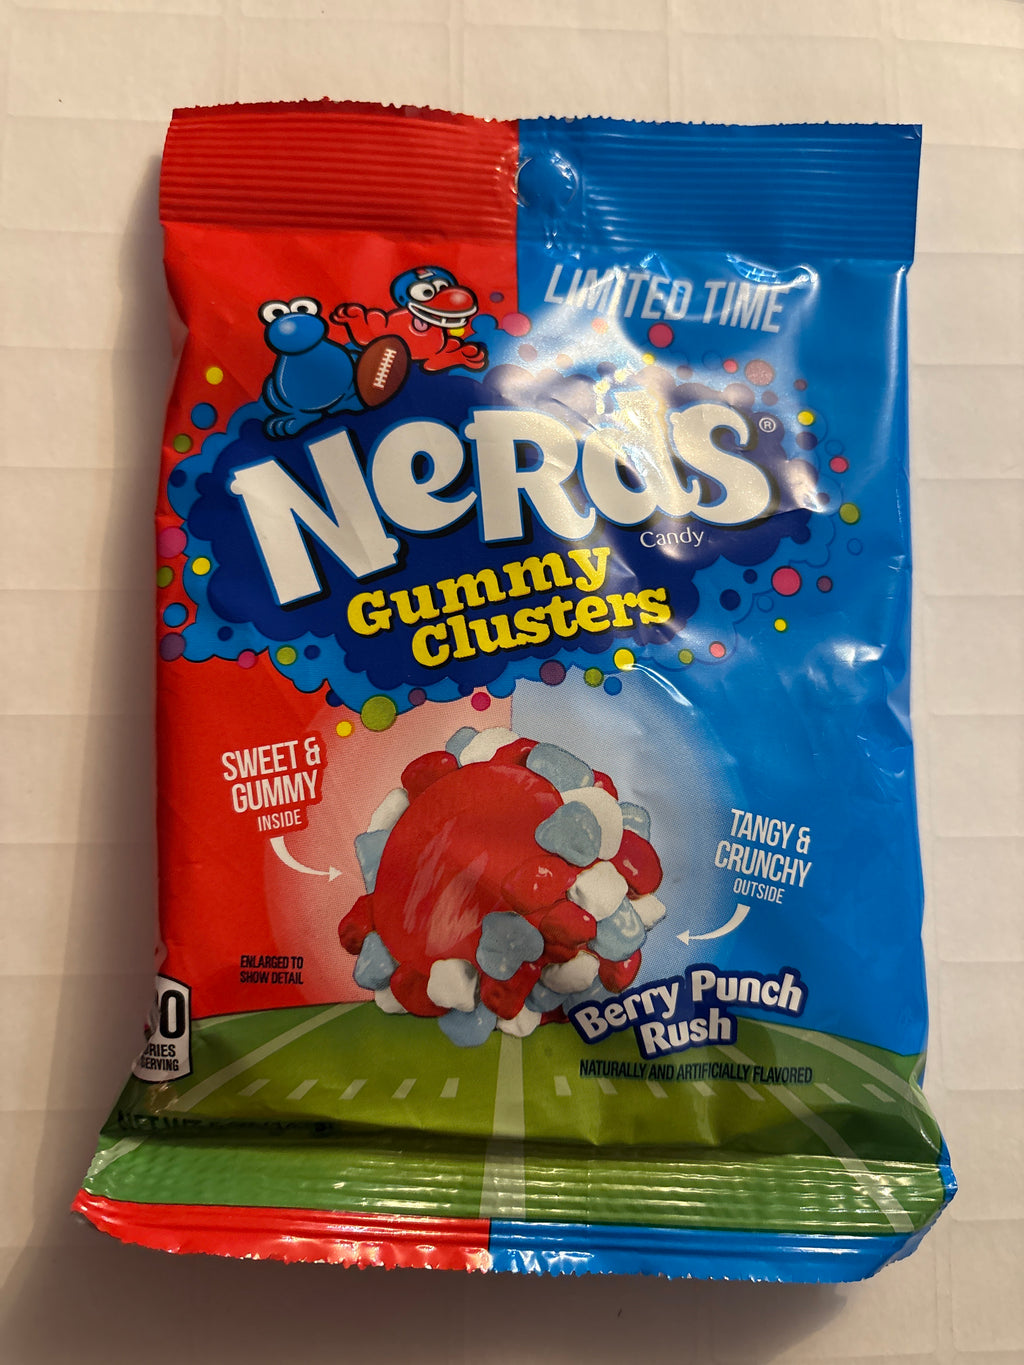 LIMITED TIME
Nerds®
Candy
Gummy
Clusters
SWEET &
GUMMY
INSIDE
TANGY &
CRUNCHY
OUTSIDE
ENLARGED TO
SHOW DETAIL
Berry Punch
Rush
NATURALLY AND ARTIFICIALLY FLAVORED